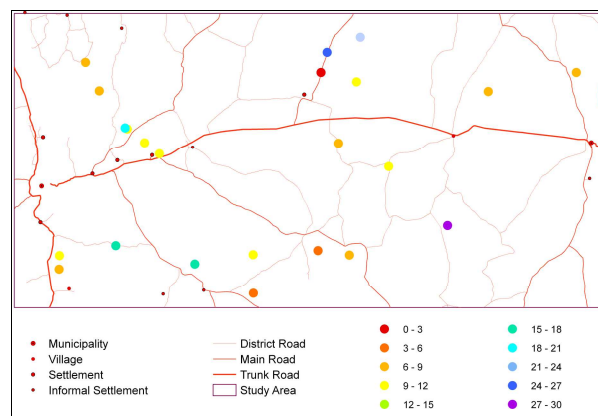 Municipality
Village
Settlement
Informal Settlement
District Road
Main Road
Trunk Road
Study Area
0 - 3
3 - 6
6 - 9
9 - 12
12 - 15
15 - 18
18 - 21
21 - 24
24 - 27
27 - 30